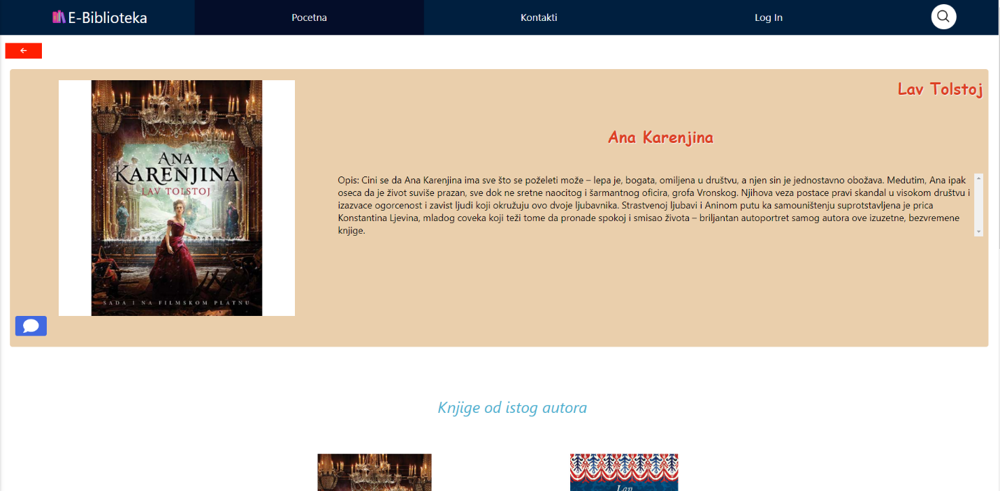 E-Biblioteka
Pocetna
Kontakti
Log In
Lav Tolstoj
Ana Karenjina
ANA
KARENJINA
LAV TOLSTOJ
SADA I NA FILMSKOM PLATNU
Opis: Cini se da Ana Karenjina ima sve što se poželeti može – lepa je, bogata, omiljena u društvu, a njen sin je jednostavno obožava. Medutim, Ana ipak
oseca da je život suviše prazan, sve dok ne sretne naocitog i šarmantnog oficira, grofa Vronskog. Njihova veza postace pravi skandal u visokom društvu i
izazvace ogorcenost i zavist ljudi koji okružuju ovo dvoje ljubavnika. Strastvenoj ljubavi i Aninom putu ka samouništenju suprotstavljena je prica
Konstantina Ljevina, mladog coveka koji teži tome da pronade spokoj i smisao života – briljantan autoportret samog autora ove izuzetne, bezvremene
knjige.
Knjige od istog autora